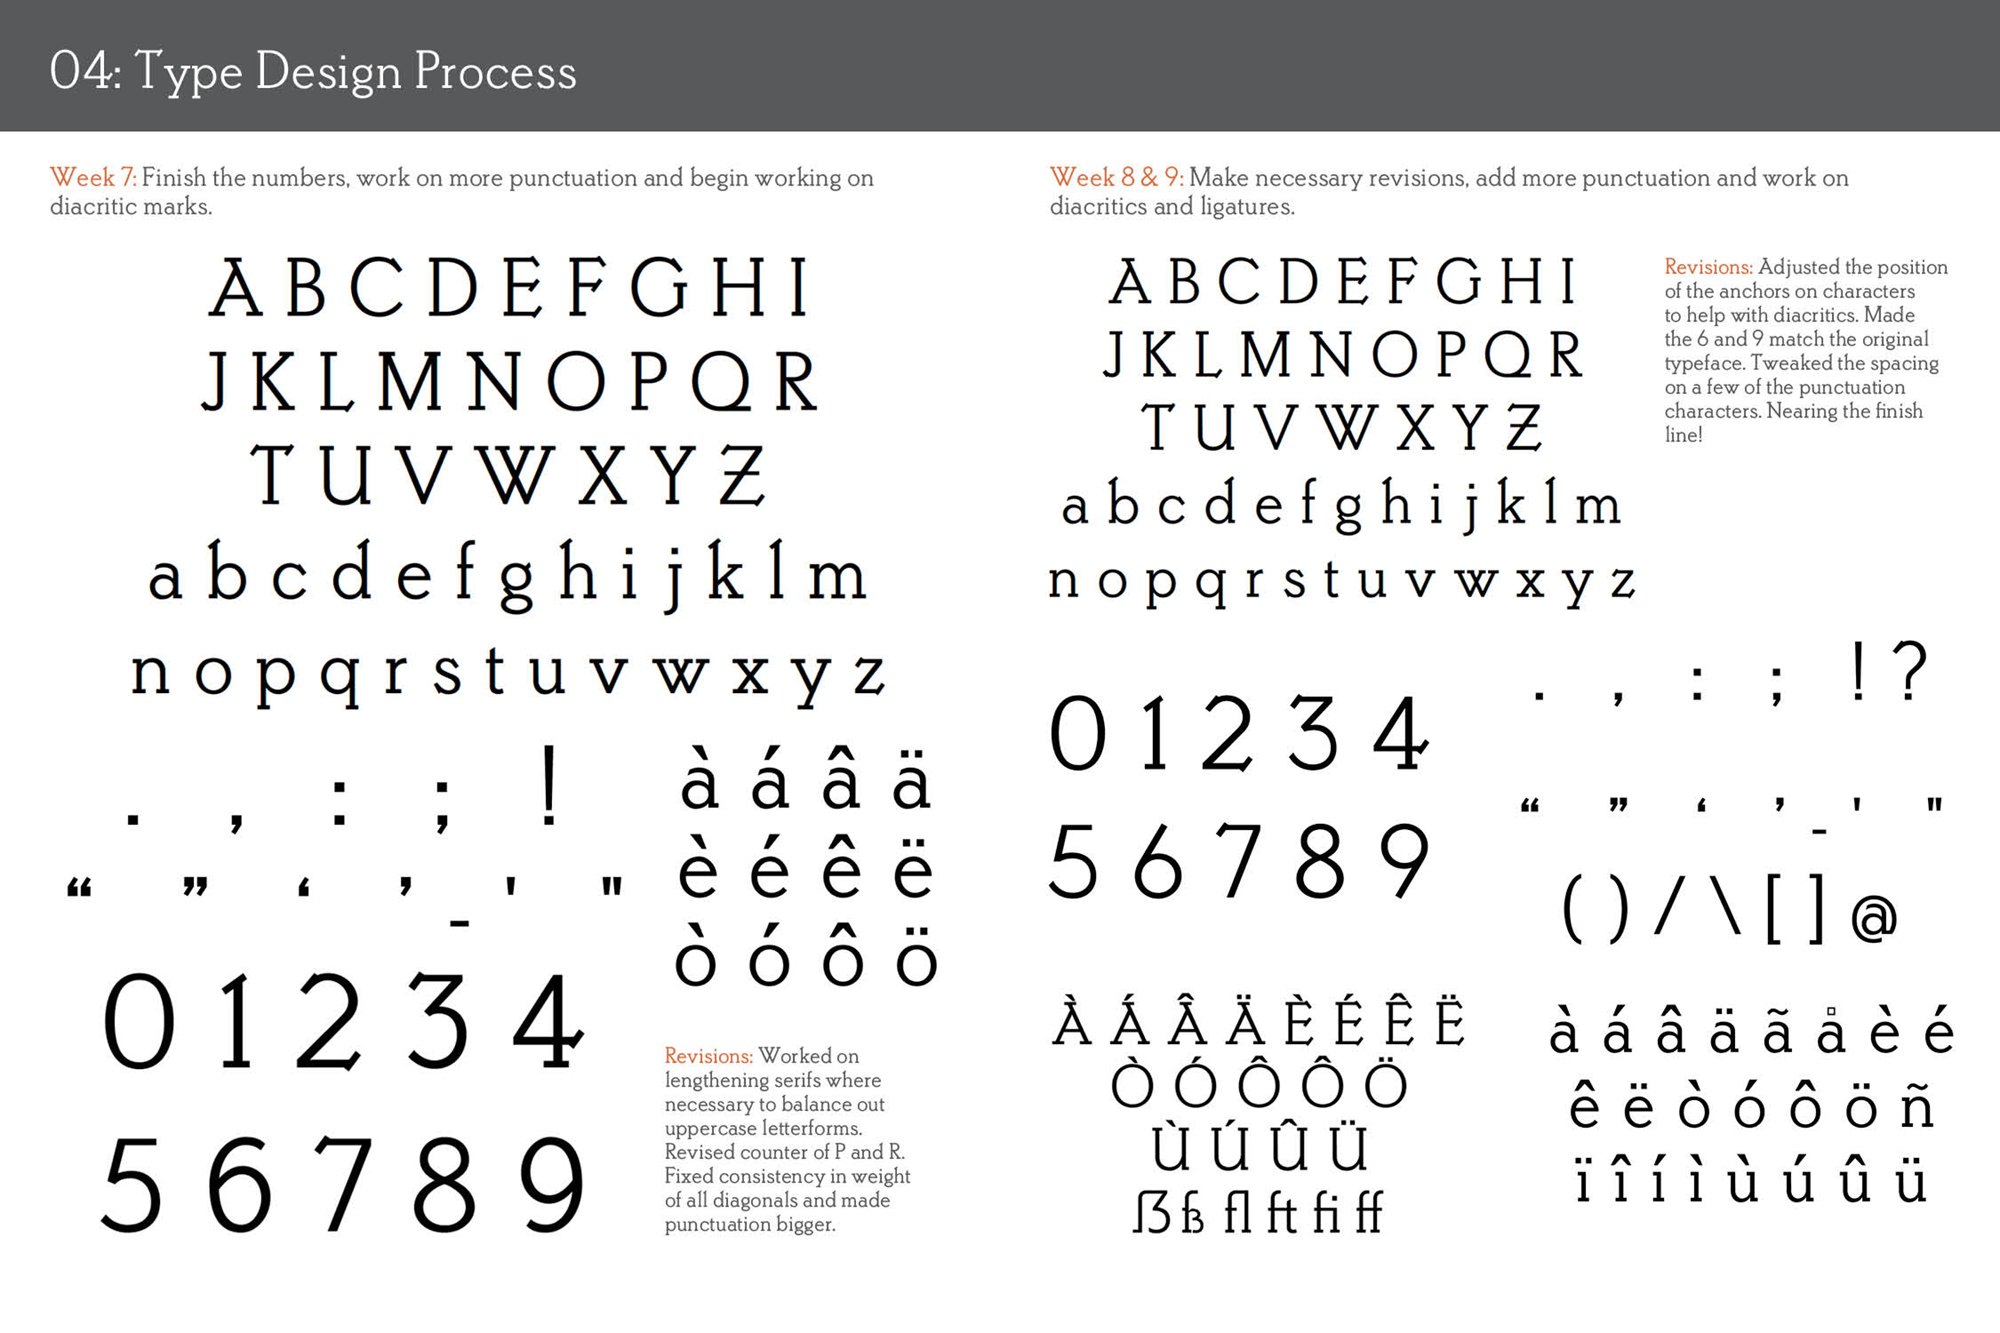 04: Type Design Process
Week 7: Finish the numbers, work on more punctuation and begin working on
diacritic marks.
A B C D E F G H I
J K L M N O P Q R
T U V W X Y Z
a b c d e f g h i j k l m
n o p q r s t u v w x y z
. , : ; !
“ ” ‘ ’ - ' "
à á â ä
è é ê ë
ò ó ô ö
0 1 2 3 4
5 6 7 8 9
Revisions: Worked on
lengthening serifs where
necessary to balance out
uppercase letterforms.
Revised counter of P and R.
Fixed consistency in weight
of all diagonals and made
punctuation bigger.
Week 8 & 9: Make necessary revisions, add more punctuation and work on
diacritics and ligatures.
A B C D E F G H I
J K L M N O P Q R
T U V W X Y Z
a b c d e f g h i j k l m
n o p q r s t u v w x y z
Revisions: Adjusted the position
of the anchors on characters
to help with diacritics. Made
the 6 and 9 match the original
typeface. Tweaked the spacing
on a few of the punctuation
characters. Nearing the finish
line!
0 1 2 3 4
5 6 7 8 9
. , : ; ! ?
“ ” ‘ ’ - ' "
( ) / \ [ ] @
À Á Â Ä È É Ê Ë
Ò Ó Ô Ô Ö
Ù Ú Û Ü
ẞ ß fl ft fi ff
à á â ä ã å è é
ê ë ò ó ô ö ñ
ï î í ì ù ú û ü